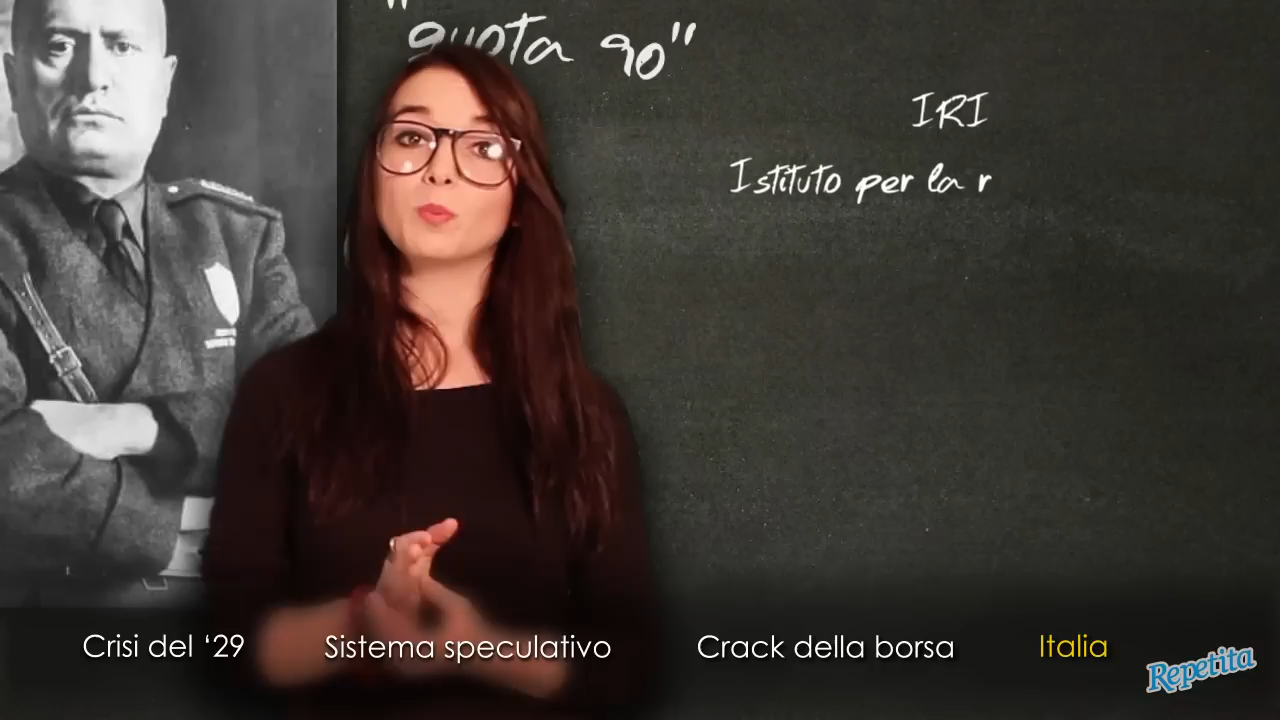 "quota 90"
IRI
Istituto per la r
Crisi del ‘29
Sistema speculativo
Crack della borsa
Italia
Repetita